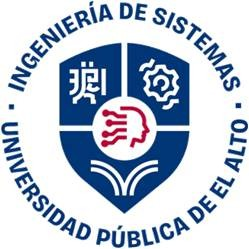 INGENIERÍA DE SISTEMAS
UNIVERSIDAD PÚBLICA DE EL ALTO